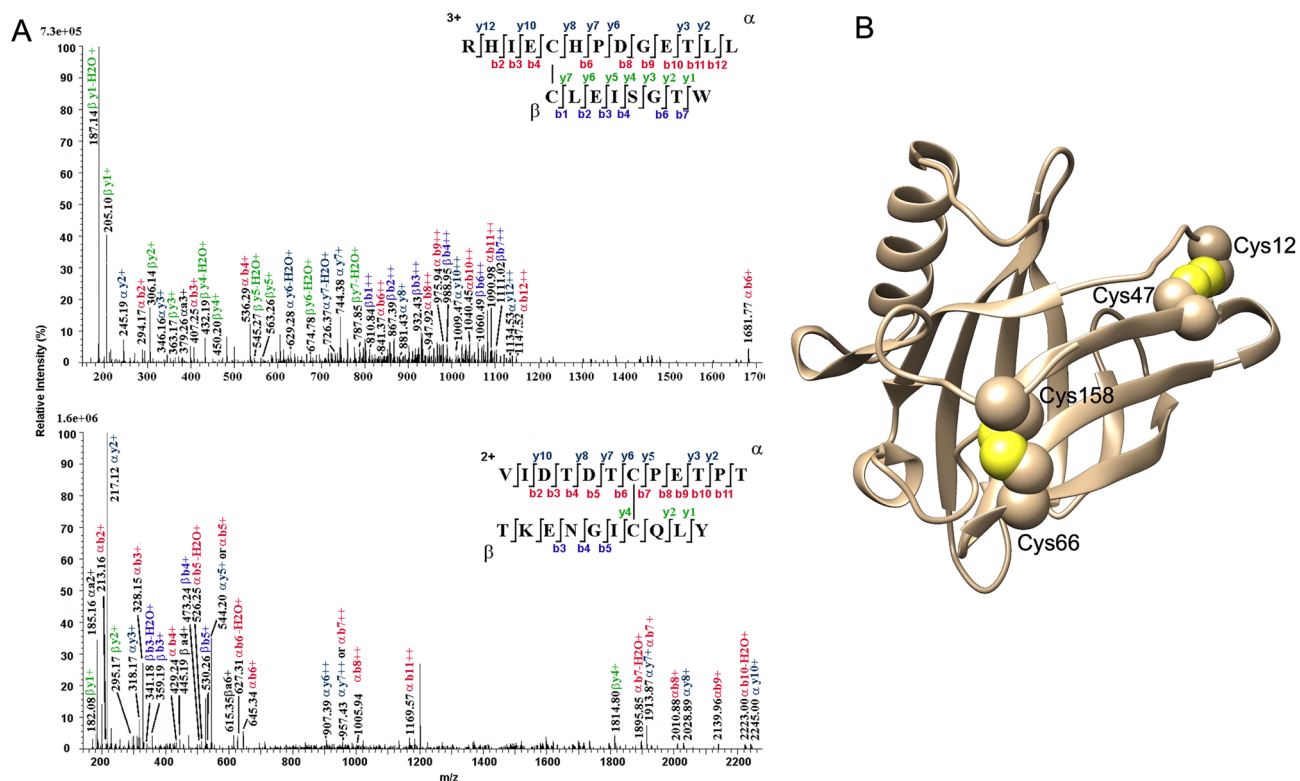 A
7.3e+05
3+
y12 y10 y8 y7 y6 y3 y2
α
R H I E C H P D G E T L L
b2 b3 b4 b6 b8 b9 b10 b11 b12
y7 y6 y5 y4 y3 y2 y1
C L E I S G T W
β
b1 b2 b3 b4 b6 b7
100
90
80
70
60
50
40
30
20
10
0
187.14 β y1-H2O +
205.10 β y1+
245.19 α y2+
294.17 α b2+
306.14 β y2+
346.16 α y3+
363.17 β y3+
379.26 α a3+
407.25 α b3+
432.19 β y4-H2O+
450.20 β y4+
536.29 α b4+
545.27 β y5-H2O+
563.26 β y5+
629.28 α y6-H2O+
674.78 β y6-H2O+
726.37 α y7-H2O+
744.38 α y7+
787.85 β y7-H2O+
810.84 β b1++
841.37 α b6++
867.39 β b2++
881.43 α y8+
932.43 β b3++
947.92 α b8++
975.94 α b9++
988.95 β b4++
1009.47 α y10++
1040.45 α b10++
1060.49 β b6++
1090.98 α b11++
1111.02 β b7++
1134.53 α y12++
1147.52 α b12++
1681.77 α b6+
200 300 400 500 600 700 800 900 1000 1100 1200 1300 1400 1500 1600 1700
Relative Intensity (%)
1.6e+06
2+
y10 y8 y7 y6 y5 y3 y2
α
V I D T D T C P E T P T
b2 b3 b4 b5 b6 b7 b8 b9 b10 b11
y4 y2 y1
T K E N G I C Q L Y
β
b3 b4 b5
100
90
80
70
60
50
40
30
20
10
0
182.08 β y1+
185.16 α a2+
213.16 α b2+
217.12 α y2+
295.17 β y2+
318.17 α y3+
328.15 α b3+
341.18 β b3-H2O+
359.19 β b3+
429.24 α b4+
445.19 β a4+
473.24 β b4+
526.25 α b5-H2O+
530.26 β b5+
544.20 α y5+ or α b5+
615.35 β a6+
627.31 α b6-H2O+
645.34 α b6+
907.39 α y6++
957.43 α y7++ or α b7++
1005.94 α b8++
1169.57 α b11++
1814.80 β y4+
1895.85 α b7-H2O+
1913.87 α y7+ α b7+
2010.88 α b8+
2028.89 α y8+
2139.96 α b9+
2223.00 α b10-H2O+
2245.00 α y10+
200 400 600 800 1000 1200 1400 1600 1800 2000 2200
m/z
B
Cys12
Cys47
Cys158
Cys66